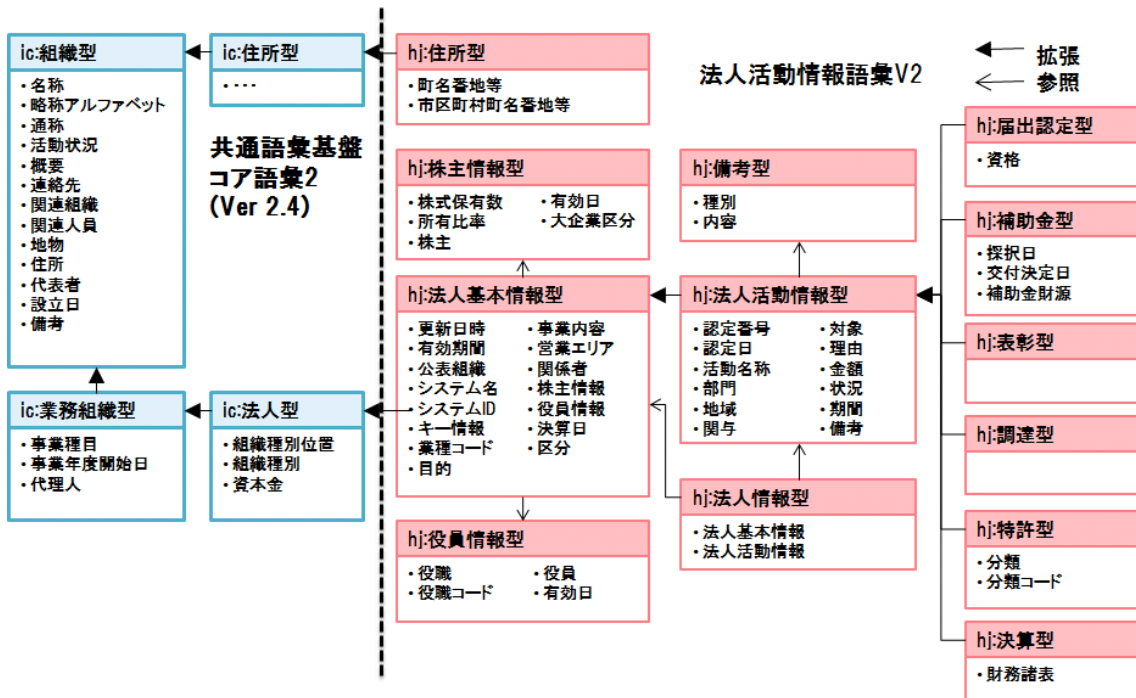 ic:組織型
・名称
・略称アルファベット
・通称
・活動状況
・概要
・連絡先
・関連組織
・関連人員
・地物
・住所
・代表者
・設立日
・備考
ic:住所型
・---
共通語彙基盤
コア語彙2
(Ver 2.4)
ic:業務組織型
・事業種目
・事業年度開始日
・代理人
ic:法人型
・組織種別位置
・組織種別
・資本金
hj:住所型
・町名番地等
・市区町村町名番地等
法人活動情報語彙V2
拡張
参照
hj:株主情報型
・株式保有数
・所有比率
・株主
・有効日
・大企業区分
hj:備考型
・種別
・内容
hj:法人基本情報型
・更新日時
・有効期間
・公表組織
・システム名
・システムID
・キー情報
・業種コード
・目的
・事業内容
・営業エリア
・関係者
・株主情報
・役員情報
・決算日
・区分
hj:法人活動情報型
・認定番号
・認定日
・活動名称
・部門
・地域
・関与
・対象
・理由
・金額
・状況
・期間
・備考
hj:法人情報型
・法人基本情報
・法人活動情報
hj:役員情報型
・役職
・役職コード
・役員
・有効日
hj:届出認定型
・資格
hj:補助金型
・採択日
・交付決定日
・補助金財源
hj:表彰型
hj:調達型
hj:特許型
・分類
・分類コード
hj:決算型
・財務諸表